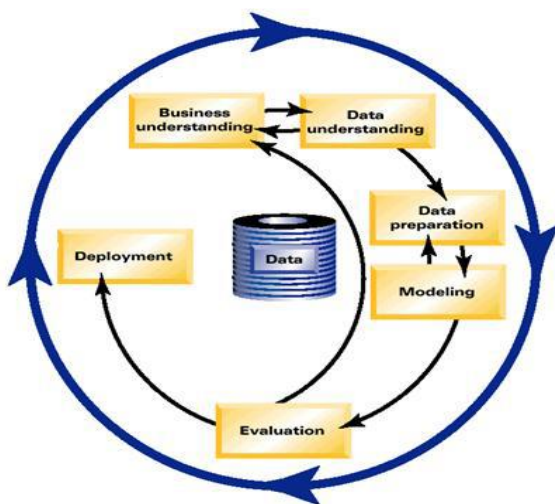 Business
understanding
Data
understanding
Data
preparation
Modeling
Evaluation
Deployment
Data